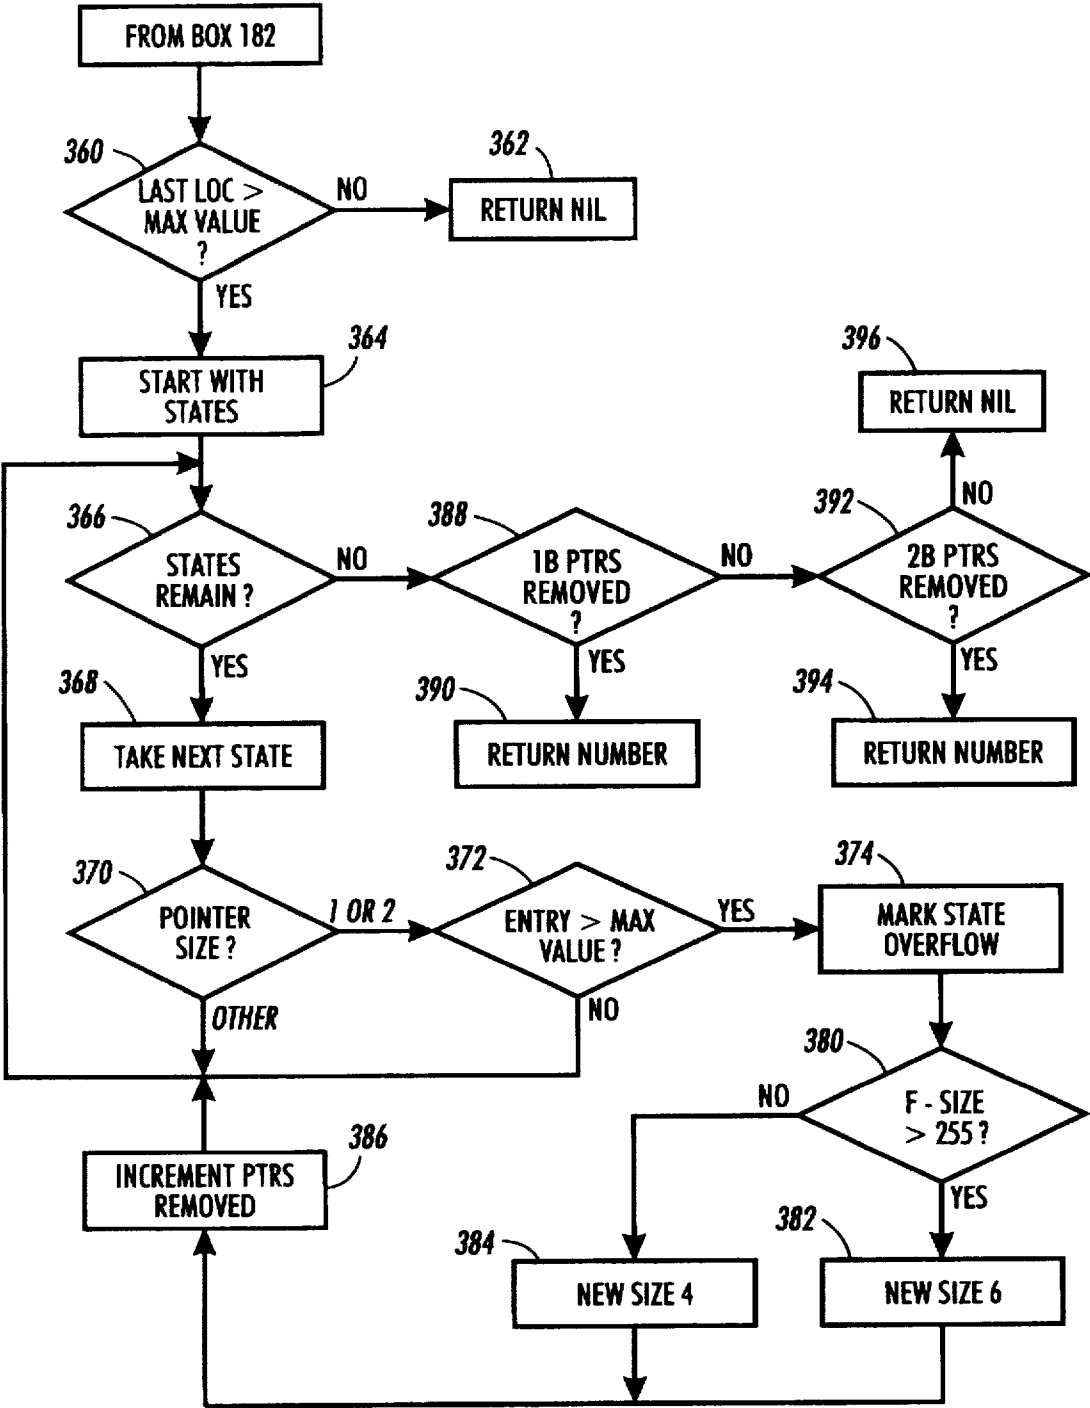 FROM BOX 182
360
LAST LOC >
MAX VALUE
?
NO
362
RETURN NIL
YES
364
START WITH
STATES
396
RETURN NIL
NO
366
STATES
REMAIN ?
NO
388
1B PTRS
REMOVED
?
NO
392
2B PTRS
REMOVED
?
YES
YES
YES
368
TAKE NEXT STATE
390
RETURN NUMBER
394
RETURN NUMBER
370
POINTER
SIZE ?
1 OR 2
372
ENTRY > MAX
VALUE ?
YES
374
MARK STATE
OVERFLOW
OTHER
NO
380
F - SIZE
> 255 ?
NO
YES
386
INCREMENT PTRS
REMOVED
384
NEW SIZE 4
382
NEW SIZE 6